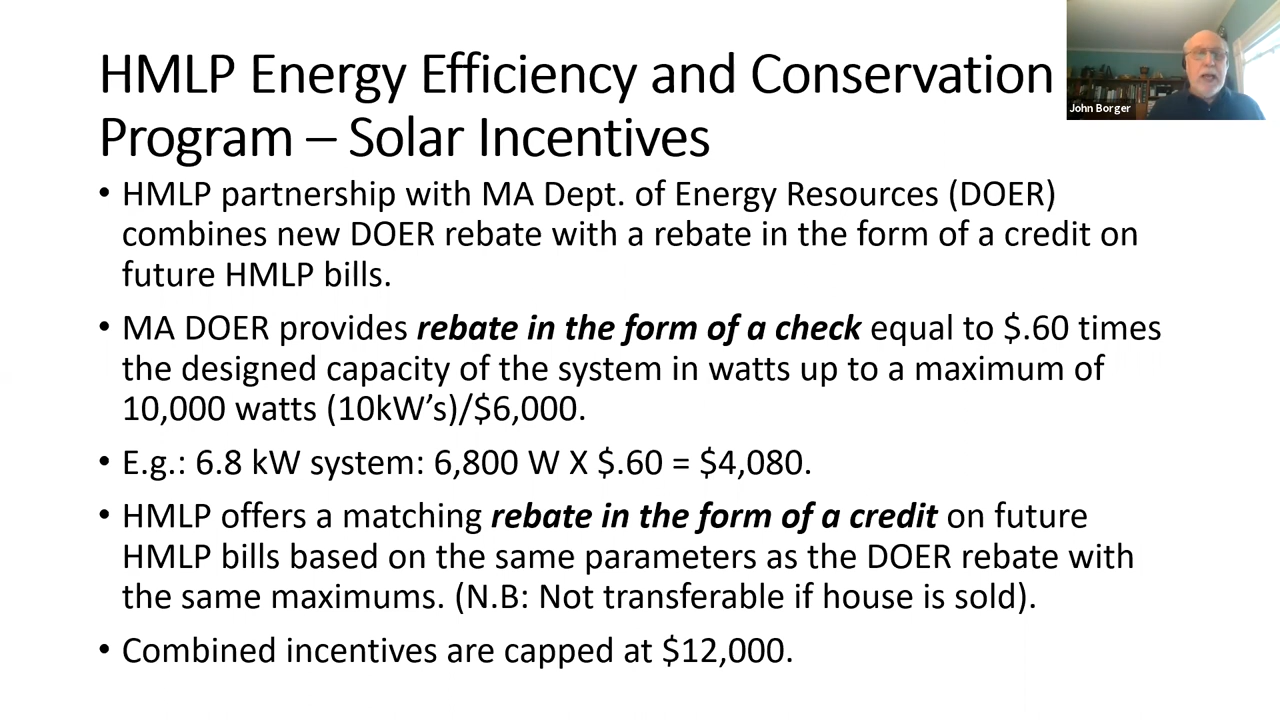 HMLP Energy Efficiency and Conservation
Program – Solar Incentives
John Borger
• HMLP partnership with MA Dept. of Energy Resources (DOER)
combines new DOER rebate with a rebate in the form of a credit on
future HMLP bills.
• MA DOER provides rebate in the form of a check equal to $.60 times
the designed capacity of the system in watts up to a maximum of
10,000 watts (10kW’s)/$6,000.
• E.g.: 6.8 kW system: 6,800 W X $.60 = $4,080.
• HMLP offers a matching rebate in the form of a credit on future
HMLP bills based on the same parameters as the DOER rebate with
the same maximums. (N.B: Not transferable if house is sold).
• Combined incentives are capped at $12,000.